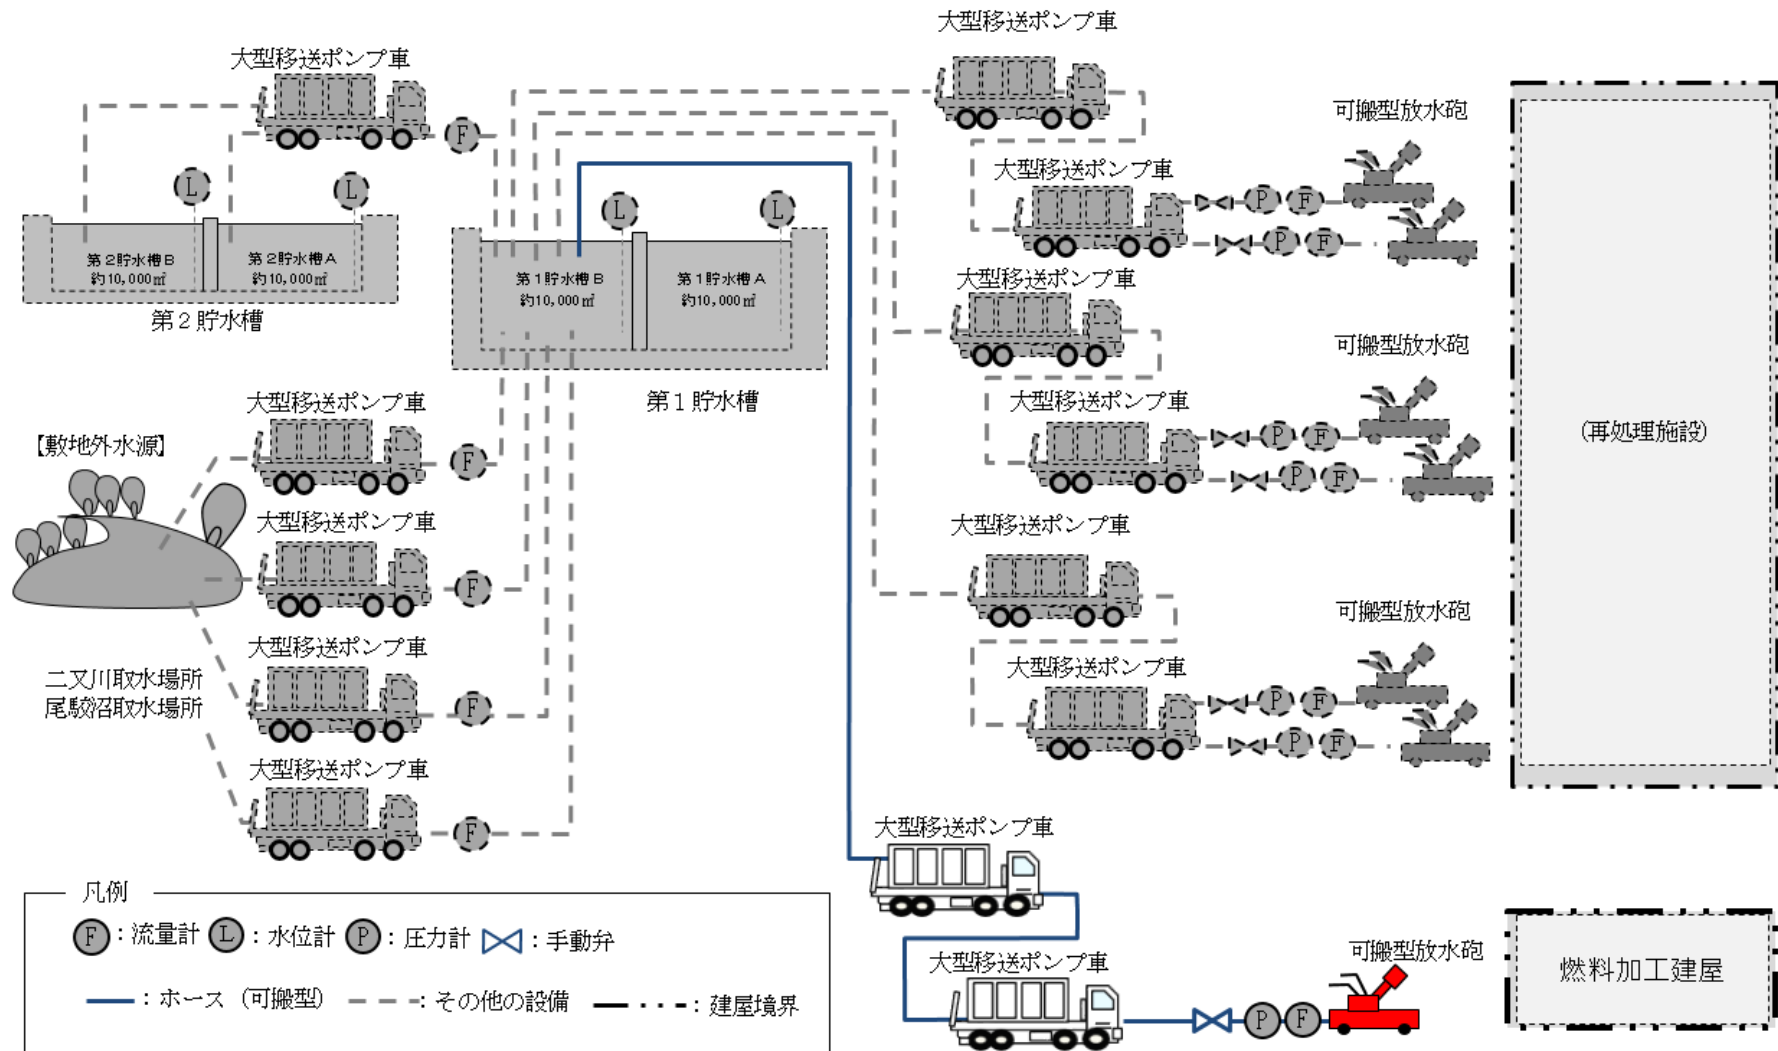 大型移送ポンプ車
F
L
L
第２貯水槽B
約10,000㎥
第２貯水槽A
約10,000㎥
第２貯水槽
L
L
第１貯水槽B
約10,000㎥
第１貯水槽A
約10,000㎥
第１貯水槽
【敷地外水源】
二又川取水場所
尾駮沼取水場所
大型移送ポンプ車
F
大型移送ポンプ車
F
大型移送ポンプ車
F
大型移送ポンプ車
F
大型移送ポンプ車
大型移送ポンプ車
可搬型放水砲
P F
P F
大型移送ポンプ車
大型移送ポンプ車
可搬型放水砲
P F
P F
大型移送ポンプ車
大型移送ポンプ車
可搬型放水砲
P F
P F
(再処理施設)
大型移送ポンプ車
大型移送ポンプ車
可搬型放水砲
P F
燃料加工建屋
凡例
F：流量計 L：水位計 P：圧力計 ：手動弁
：ホース（可搬型） ：その他の設備 ：建屋境界